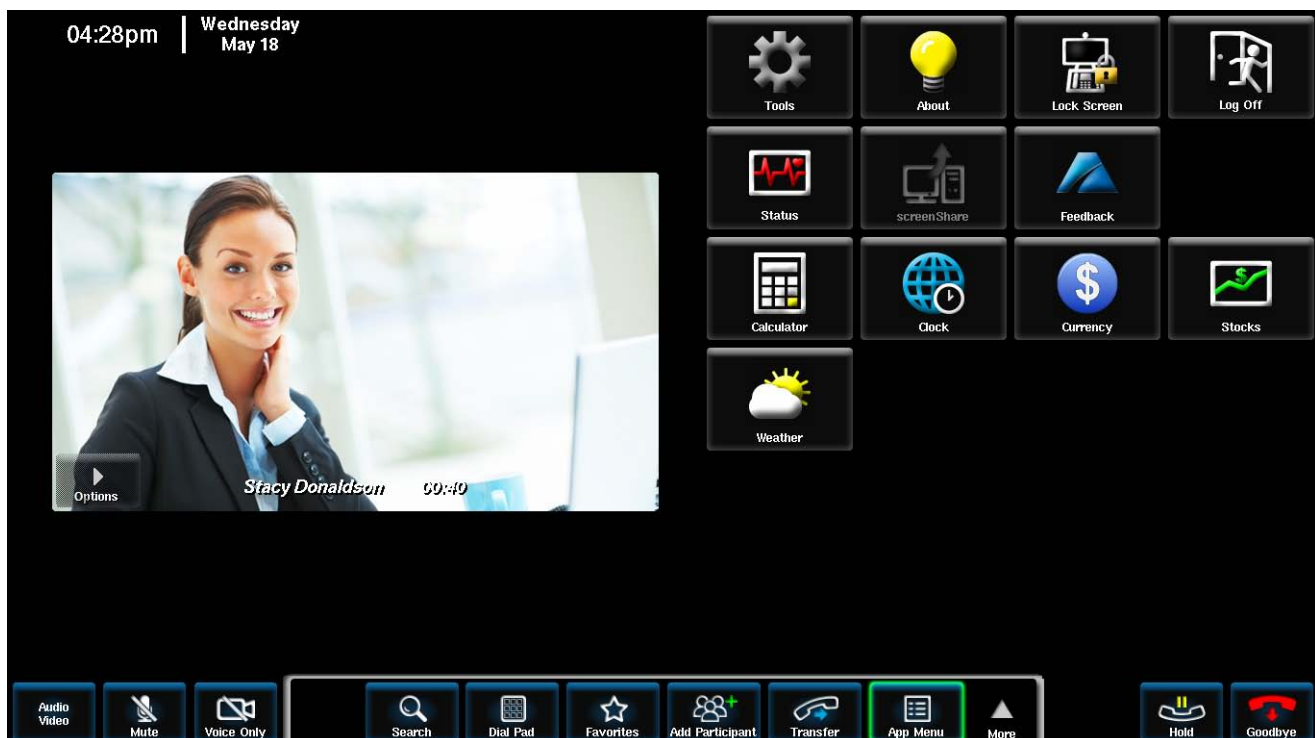 04:28pm
Wednesday
May 18
Tools
About
Lock Screen
Log Off
Status
screenShare
Feedback
Calculator
Clock
Currency
Stocks
Weather
Options
Stacy Donaldson 00:40
Audio
Video
Mute
Voice Only
Search
Dial Pad
Favorites
Add Participant
Transfer
App Menu
More
Hold
Goodbye